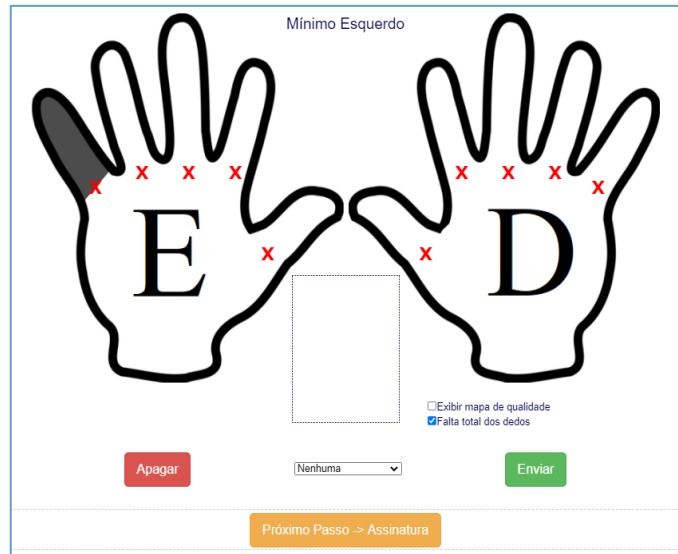 Mínimo Esquerdo
X X X X X X X X
X X
E D
Exibir mapa de qualidade
Falta total dos dedos
Apagar Nenhuma Enviar
Próximo Passo -> Assinatura